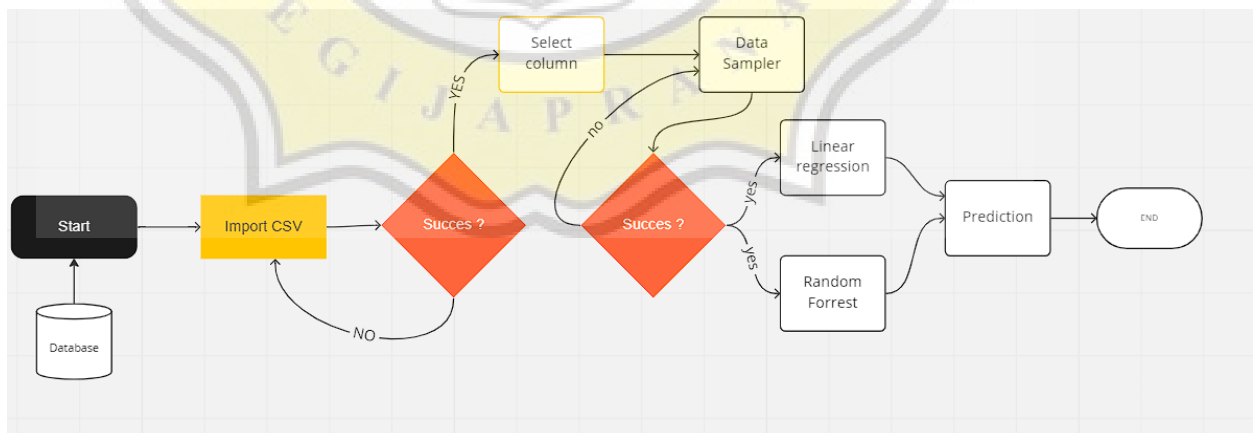 EGIJAPRANA
Select
column
Data
Sampler
YES
no
Linear
regression
yes
Start
Import CSV
Succes ?
Succes ?
Prediction
END
yes
Random
Forrest
NO
Database